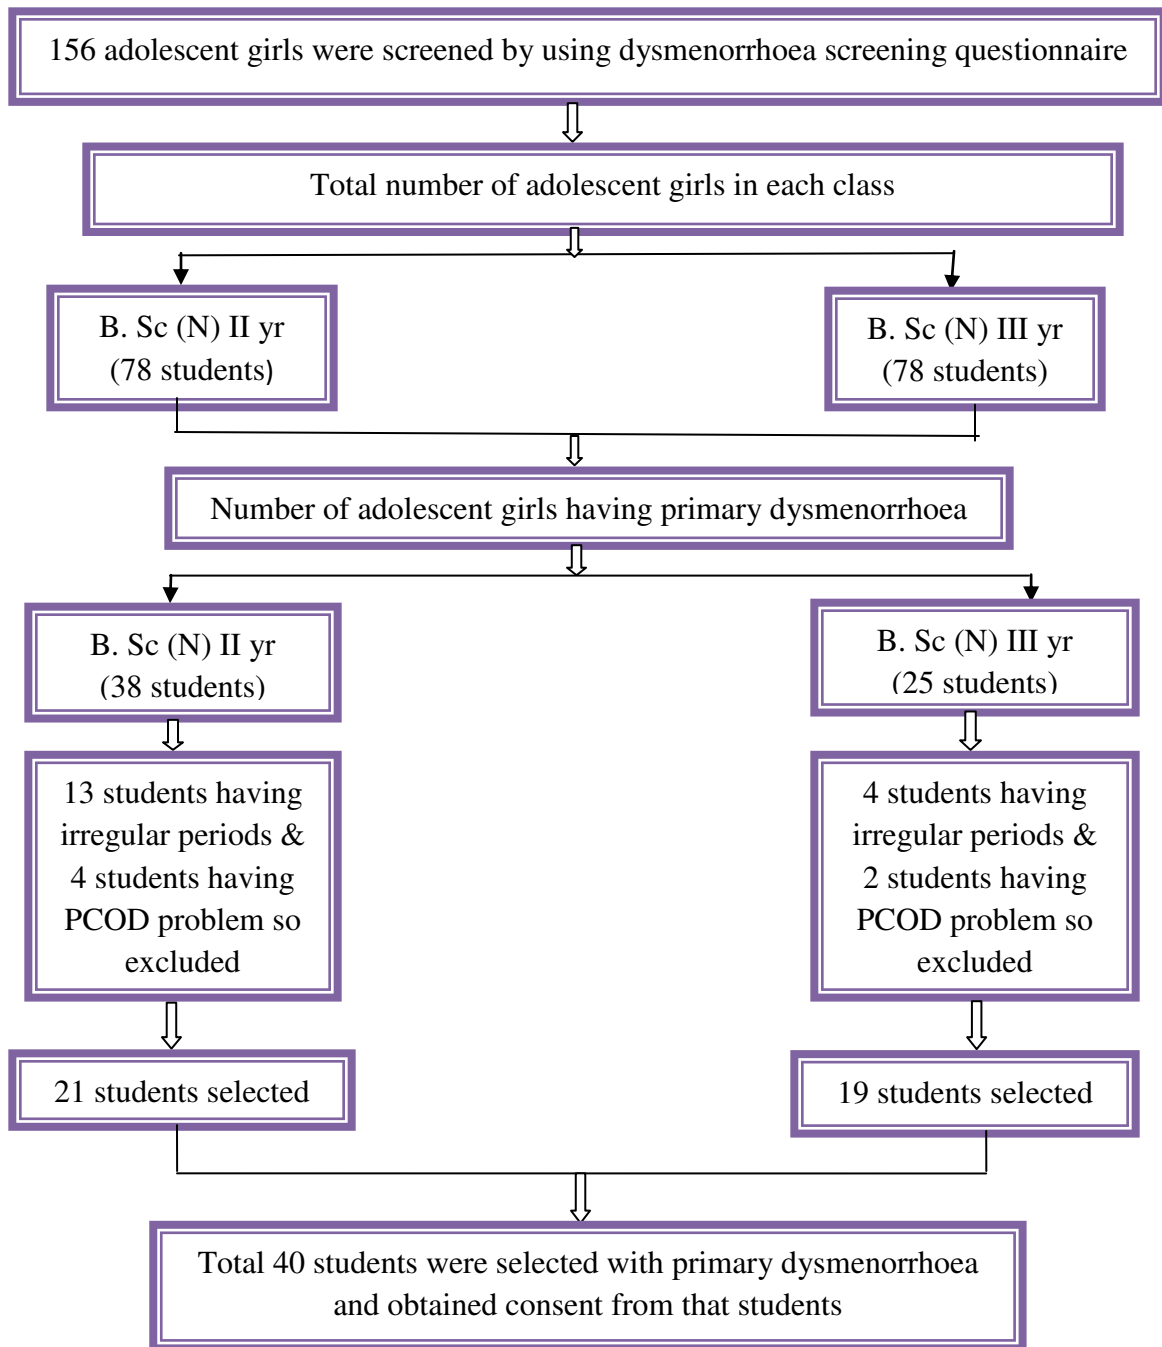 156 adolescent girls were screened by using dysmenorrhoea screening questionnaire
Total number of adolescent girls in each class
B. Sc (N) II yr
(78 students)
B. Sc (N) III yr
(78 students)
Number of adolescent girls having primary dysmenorrhoea
B. Sc (N) II yr
(38 students)
B. Sc (N) III yr
(25 students)
13 students having
irregular periods &
4 students having
PCOD problem so
excluded
4 students having
irregular periods &
2 students having
PCOD problem so
excluded
21 students selected
19 students selected
Total 40 students were selected with primary dysmenorrhoea
and obtained consent from that students